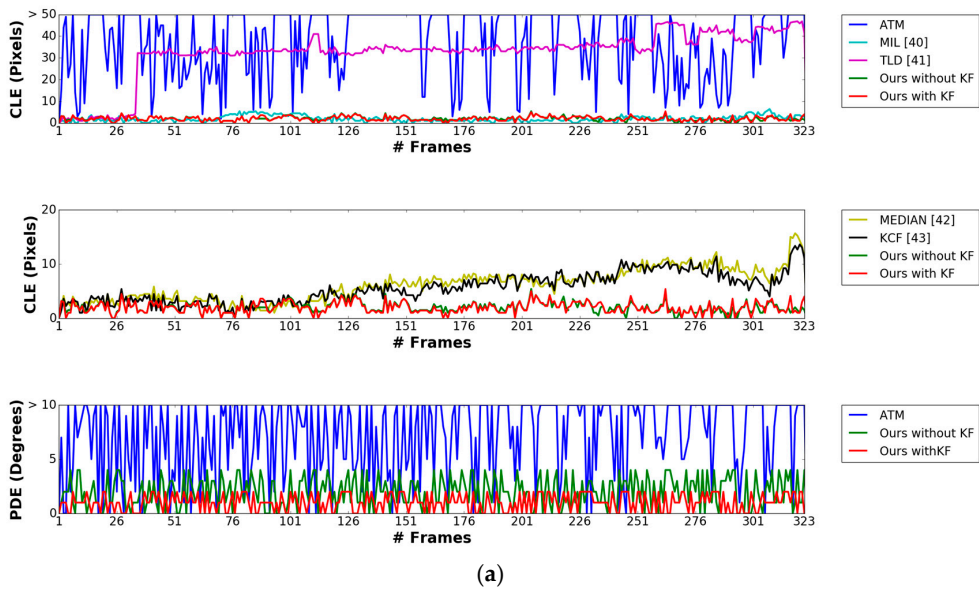 CLE (Pixels)
> 50
40
30
20
10
0
1 26 51 76 101 126 151 176 201 226 251 276 301 323
# Frames
ATM
MIL [40]
TLD [41]
Ours without KF
Ours with KF
CLE (Pixels)
20
10
0
1 26 51 76 101 126 151 176 201 226 251 276 301 323
# Frames
MEDIAN [42]
KCF [43]
Ours without KF
Ours with KF
PDE (Degrees)
> 10
5
0
1 26 51 76 101 126 151 176 201 226 251 276 301 323
# Frames
ATM
Ours without KF
Ours withKF
(a)